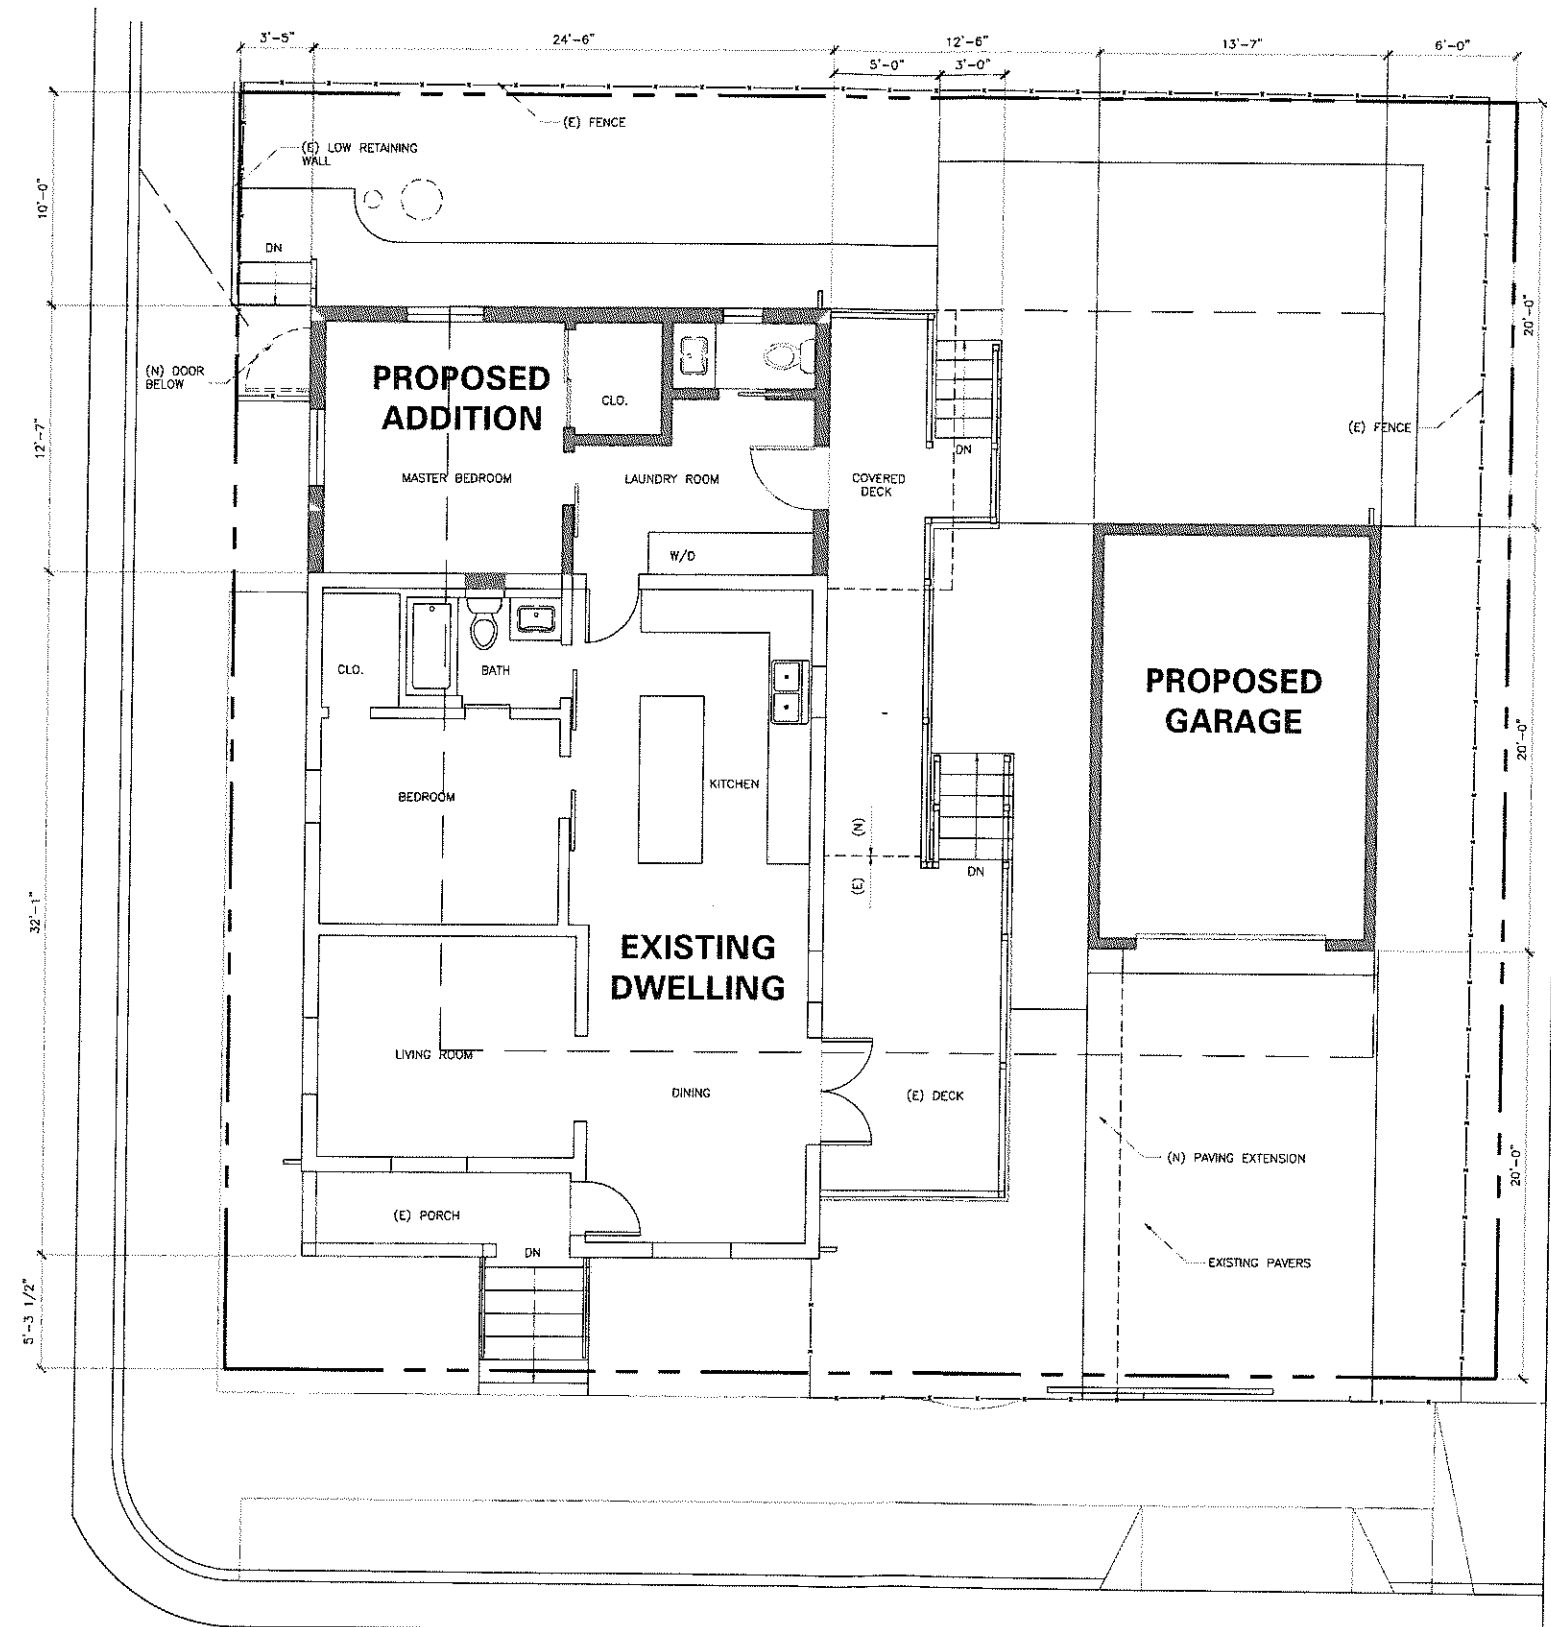 3'-5"
24'-6"
12'-6"
13'-7"
6'-0"
5'-0"
3'-0"
(E) FENCE
(E) LOW RETAINING
WALL
10'-0"
DN
20'-0"
(N) DOOR
BELOW
PROPOSED
ADDITION
CLO.
12'-7"
(E) FENCE
DN
MASTER BEDROOM
LAUNDRY ROOM
COVERED
DECK
W/D
CLO.
BATH
PROPOSED
GARAGE
20'-0"
BEDROOM
KITCHEN
(N)
(E)
DN
32'-1"
EXISTING
DWELLING
LIVING ROOM
DINING
(E) DECK
(N) PAVING EXTENSION
20'-0"
(E) PORCH
DN
EXISTING PAVERS
5'-3 1/2"